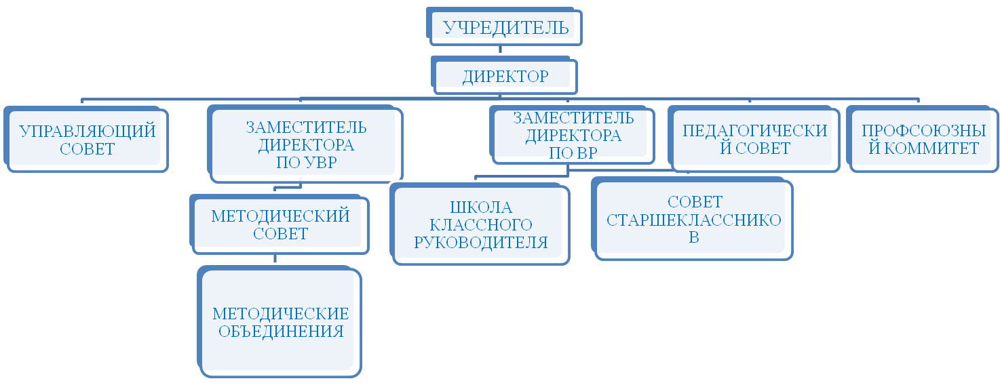 УЧРЕДИТЕЛЬ
ДИРЕКТОР
УПРАВЛЯЮЩИЙ
СОВЕТ
ЗАМЕСТИТЕЛЬ
ДИРЕКТОРА
ПО УВР
ЗАМЕСТИТЕЛЬ
ДИРЕКТОРА
ПО ВР
ПЕДАГОГИЧЕСКИ
Й СОВЕТ
ПРОФСОЮЗНЫ
Й КОММИТЕТ
МЕТОДИЧЕСКИЙ
СОВЕТ
ШКОЛА
КЛАССНОГО
РУКОВОДИТЕЛЯ
СОВЕТ
СТАРШЕКЛАССНИКО
В
МЕТОДИЧЕСКИЕ
ОБЪЕДИНЕНИЯ